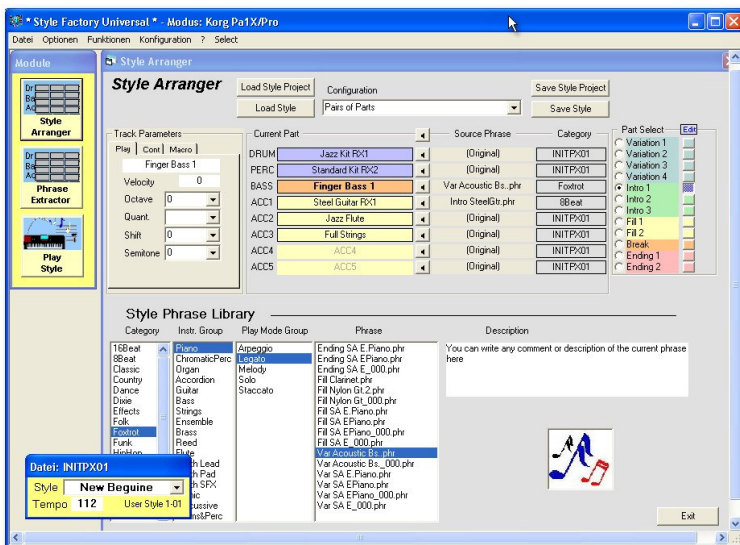 * Style Factory Universal * - Modus: Korg Pa1X/Pro
Datei Optionen Funktionen Konfiguration ? Select
Module
Style Arranger
Style Arranger
Load Style Project
Configuration
Save Style Project
Load Style
Pairs of Parts
Save Style
Style
Arranger
Phrase
Extractor
Play
Style
Track Parameters
Play Cont Macro
Finger Bass 1
Velocity 0
Octave 0
Quant.
Shift 0
Semitone 0
Current Part Source Phrase Category
DRUM Jazz Kit RX1 (Original) INITPX01
PERC Standard Kit RX2 (Original) INITPX01
BASS Finger Bass 1 Var Acoustic Bs..phr Foxtrot
ACC1 Steel Guitar RX1 Intro SteelGtr.phr 8Beat
ACC2 Jazz Flute (Original) INITPX01
ACC3 Full Strings (Original) INITPX01
ACC4 ACC4 (Original) INITPX01
ACC5 ACC5 (Original) INITPX01
Part Select Edit
Variation 1
Variation 2
Variation 3
Variation 4
Intro 1
Intro 2
Intro 3
Fill 1
Fill 2
Break
Ending 1
Ending 2
Style Phrase Library
Category Instr. Group Play Mode Group Phrase Description
16Beat
8Beat
Classic
Country
Dance
Dixie
Effects
Folk
Foxtrot
Funk
HipHop
Piano
ChromaticPerc
Organ
Accordion
Guitar
Bass
Strings
Ensemble
Brass
Reed
Flute
Arpeggio
Legato
Melody
Solo
Staccato
Ending SA E.Piano.phr
Ending SA EPiano.phr
Ending SA E_000.phr
Fill Clarinet.phr
Fill Nylon Gt.2.phr
Fill Nylon Gt_000.phr
Fill SA E.Piano.phr
Fill SA EPiano.phr
Fill SA E_000.phr
Var Acoustic Bs..phr
Var Acoustic Bs._000.phr
Var SA E.Piano.phr
Var SA EPiano.phr
Var SA EPiano_000.phr
Var SA E_000.phr
You can write any comment or description of the current phrase
here
Datei: INITPX01
Style New Beguine
Tempo 112 User Style 1-01
Exit